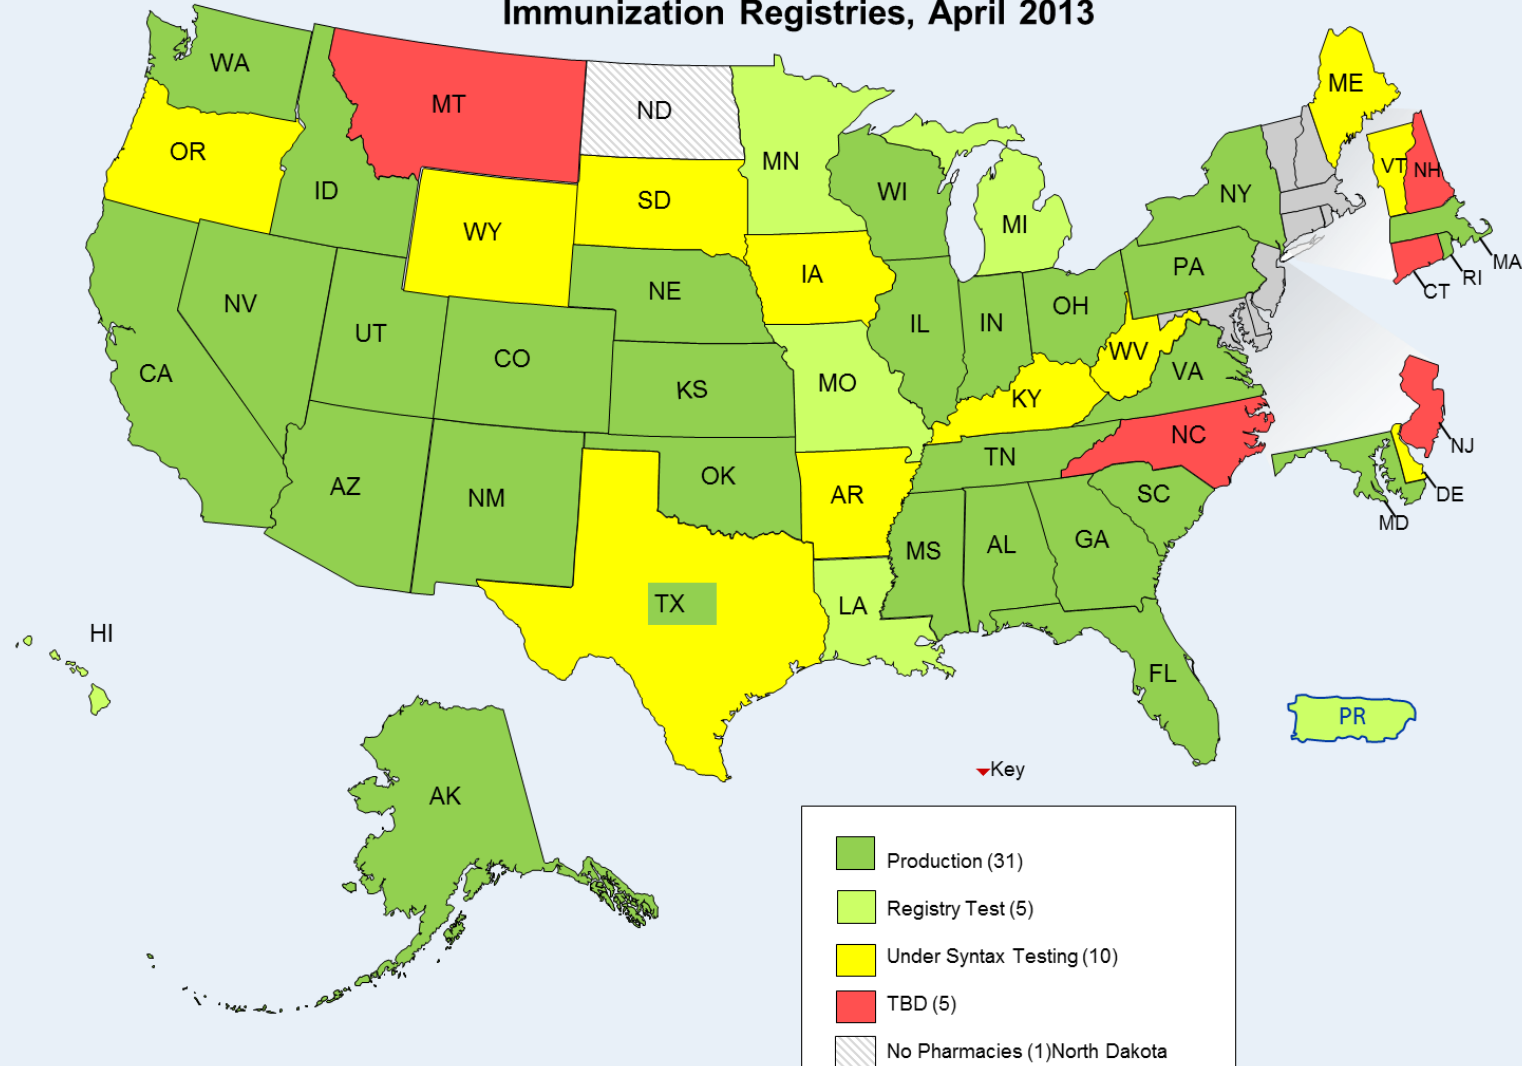 Immunization Registries, April 2013
WA
MT
ND
ME
OR
MN
VT
NH
ID
SD
WI
NY
WY
MI
MA
IA
PA
RI
NE
CT
NV
OH
UT
IL
IN
CO
WV
CA
MO
VA
KS
KY
NC
TN
NJ
OK
AZ
NM
AR
SC
DE
MD
MS
AL
GA
TX
LA
HI
FL
PR
Key
AK
Production (31)
Registry Test (5)
Under Syntax Testing (10)
TBD (5)
No Pharmacies (1)North Dakota